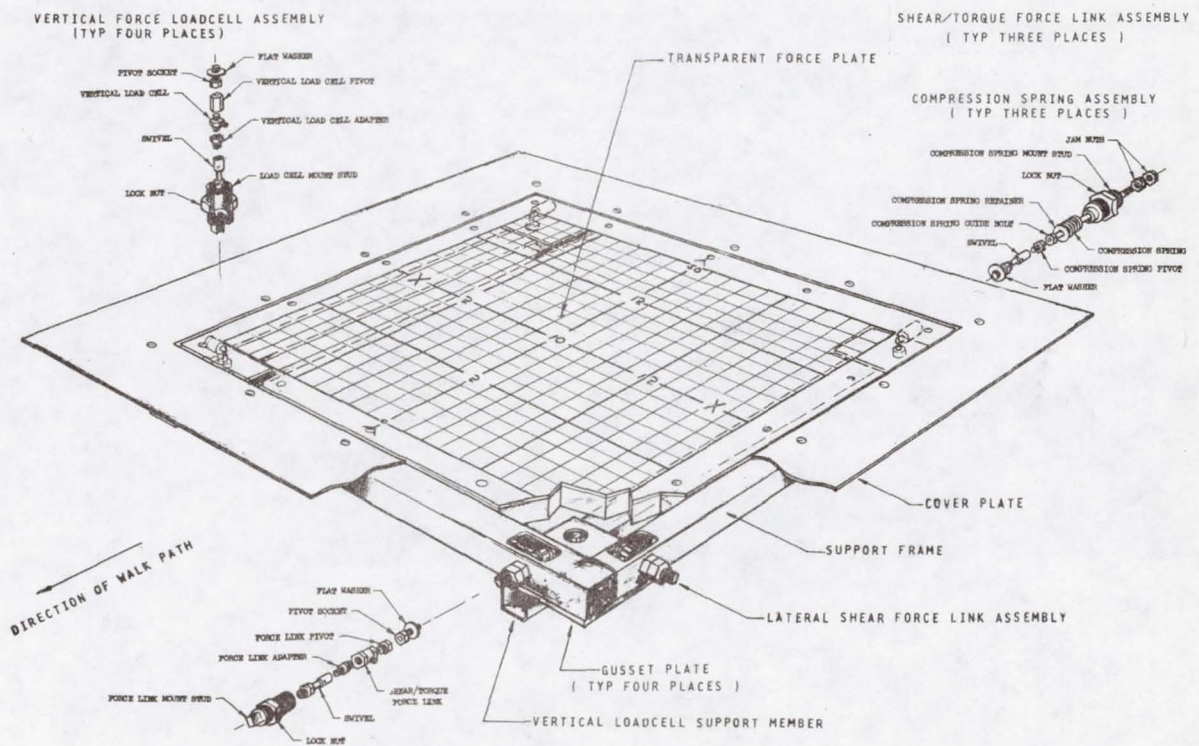 VERTICAL FORCE LOADCELL ASSEMBLY
(TYP FOUR PLACES)
FLAT WASHER
PIVOT SOCKET
VERTICAL LOAD CELL PIVOT
VERTICAL LOAD CELL
VERTICAL LOAD CELL ADAPTER
SWIVEL
LOAD CELL MOUNT STUD
LOCK NUT
TRANSPARENT FORCE PLATE
SHEAR/TORQUE FORCE LINK ASSEMBLY
( TYP THREE PLACES )
COMPRESSION SPRING ASSEMBLY
( TYP THREE PLACES )
JAM NUTS
COMPRESSION SPRING MOUNT STUD
LOCK NUT
COMPRESSION SPRING RETAINER
COMPRESSION SPRING GUIDE BOLT
SWIVEL
COMPRESSION SPRING
COMPRESSION SPRING PIVOT
FLAT WASHER
X
2
12
10
2
12
X
Y
COVER PLATE
SUPPORT FRAME
LATERAL SHEAR FORCE LINK ASSEMBLY
GUSSET PLATE
( TYP FOUR PLACES )
VERTICAL LOADCELL SUPPORT MEMBER
DIRECTION OF WALK PATH
FLAT WASHER
PIVOT SOCKET
FORCE LINK PIVOT
FORCE LINK ADAPTER
SHEAR/TORQUE
FORCE LINK
FORCE LINK MOUNT STUD
SWIVEL
LOCK NUT